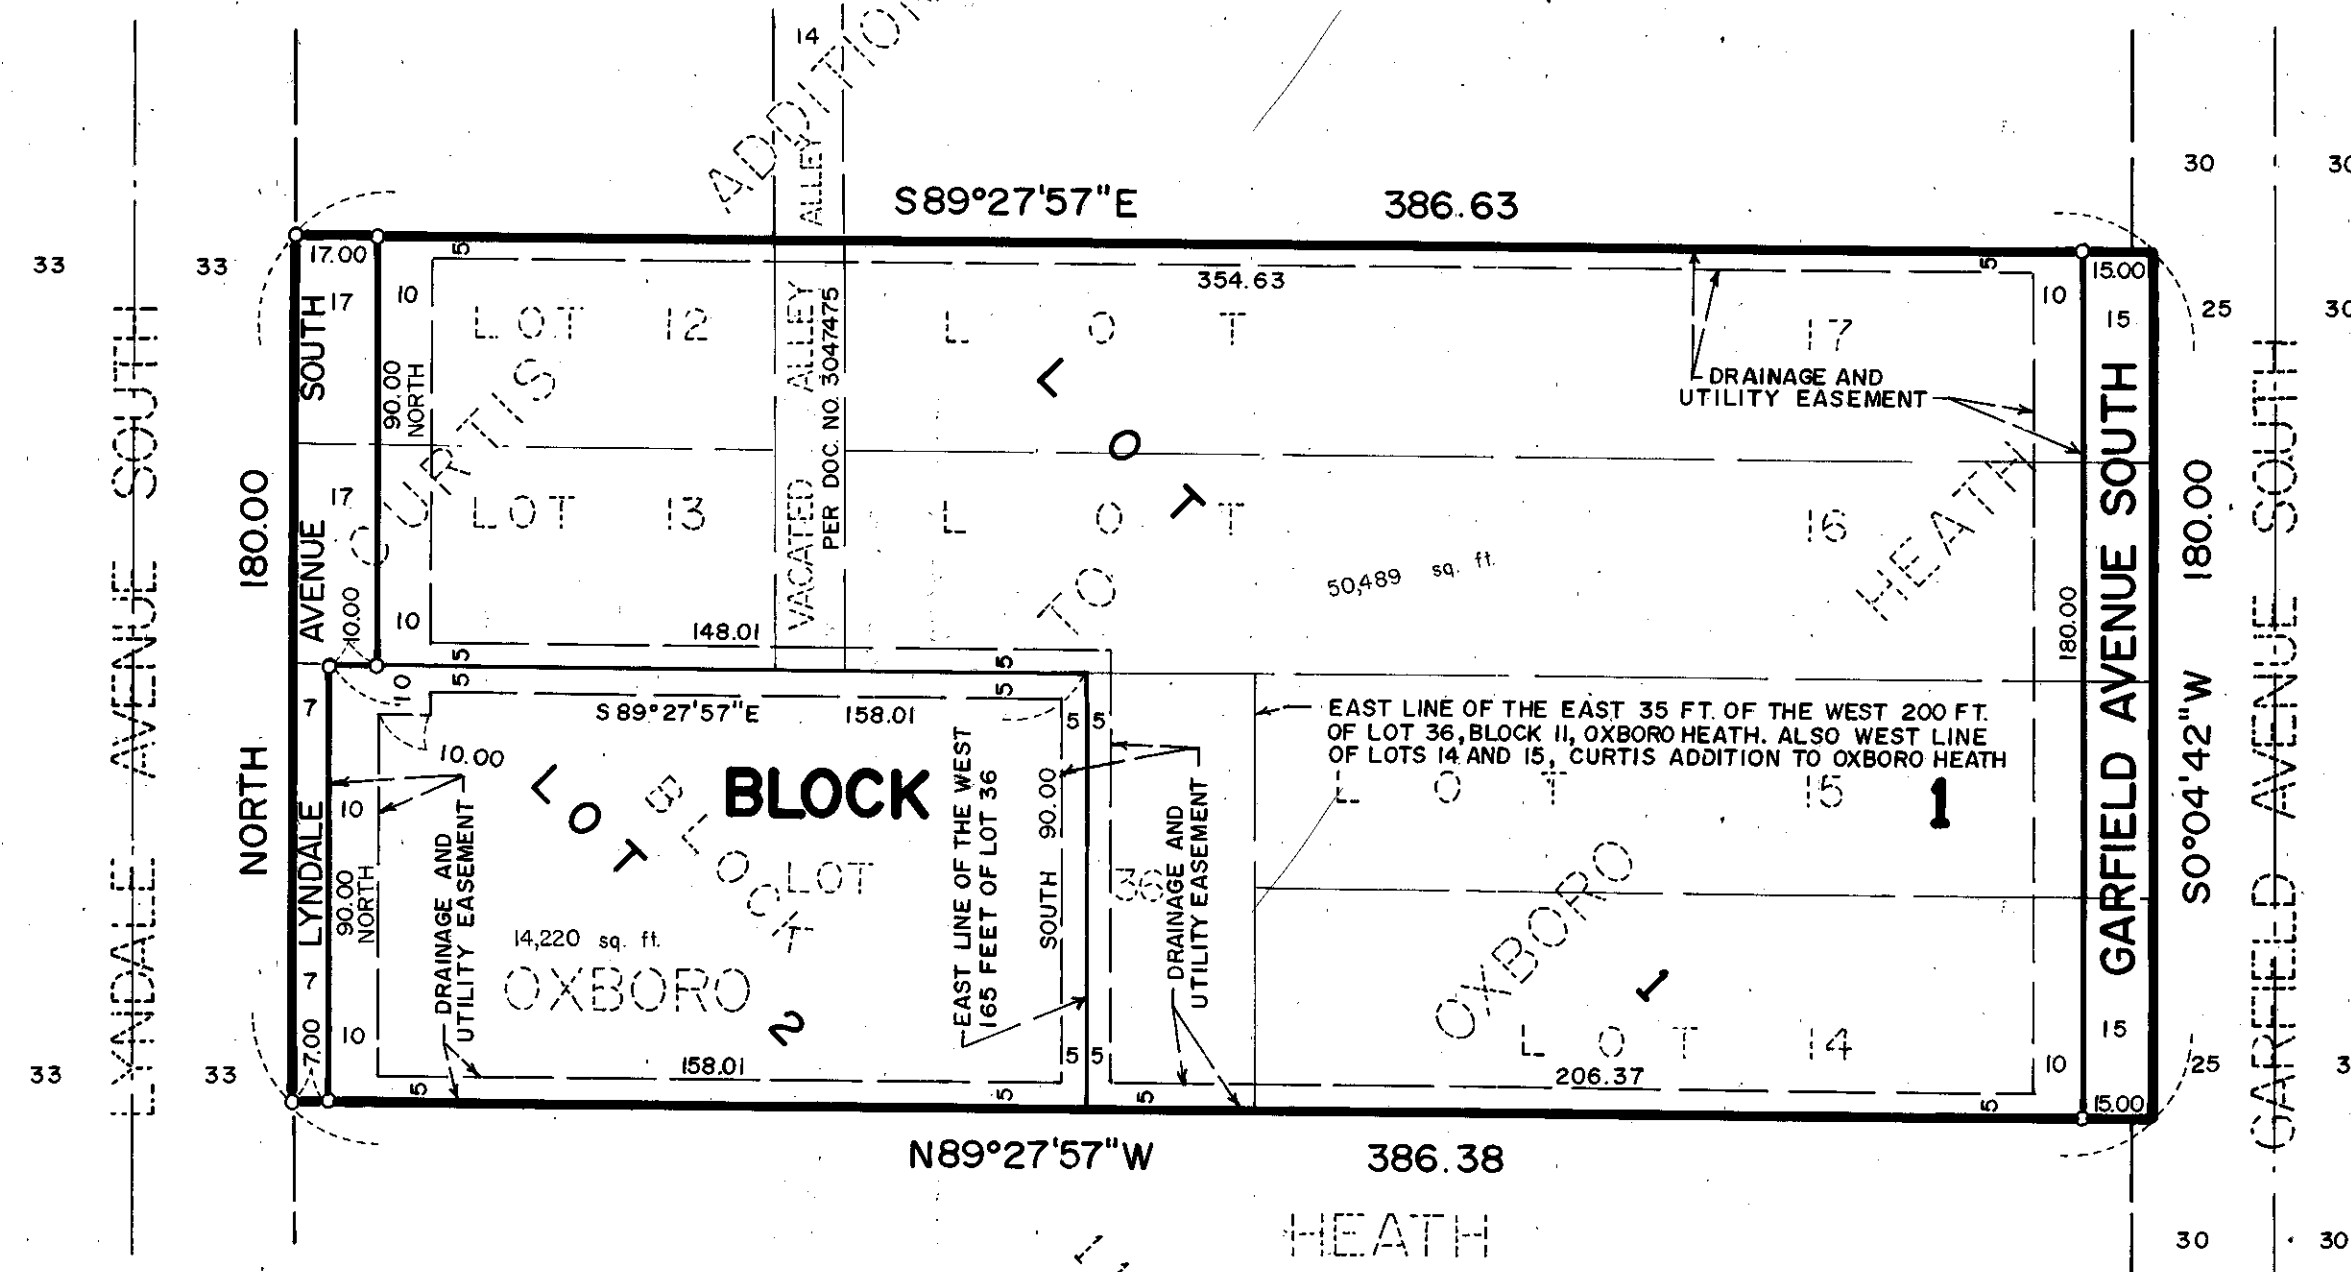 14
ADDITION
ALLEY
S89°27'57"E 386.63
30
30
33
33
17.00
5
354.63
5
15.00
17
10
10
15
25
30
LOT 12
LOT
17
DRAINAGE AND
UTILITY EASEMENT
90.00
NORTH
CURTIS
VACATED ALLEY
PER DOC. NO. 3047475
LOT
17
LOT 13
LOT
16
HEATH
TO
50,489 sq. ft.
180.00
NORTH
LYNDALE AVENUE SOUTH
LYNDALE AVENUE SOUTH
10.00
10
148.01
5
5
5
5
10
7
S89°27'57"E 158.01
5 5
EAST LINE OF THE EAST 35 FT. OF THE WEST 200 FT.
OF LOT 36, BLOCK 11, OXBORO HEATH. ALSO WEST LINE
OF LOTS 14 AND 15, CURTIS ADDITION TO OXBORO HEATH
180.00
GARFIELD AVENUE SOUTH
180.00
S0°04'42"W
GARFIELD AVENUE SOUTH
10.00
LOT
BLOCK
BLOCK
1
LOT
15
10
90.00
NORTH
DRAINAGE AND
UTILITY EASEMENT
LOT
36
EAST LINE OF THE WEST
165 FEET OF LOT 36
SOUTH 90.00
DRAINAGE AND
UTILITY EASEMENT
14,220 sq. ft.
OXBORO
OXBORO
2
1
7
7.00
10
LOT
14
15
33
33
5
158.01
5
5 5
5
206.37
5
10
15.00
25
3
N89°27'57"W 386.38
HEATH
30
30